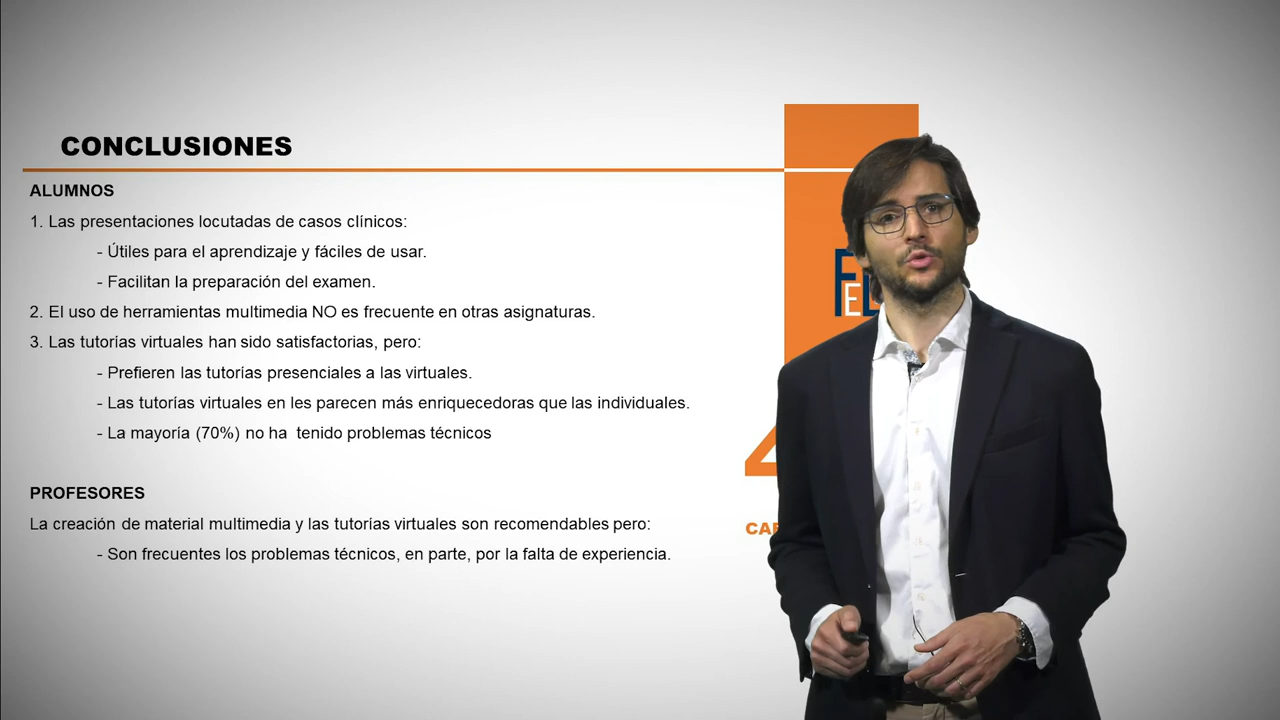 CONCLUSIONES
ALUMNOS
1. Las presentaciones locutadas de casos clínicos:
- Útiles para el aprendizaje y fáciles de usar.
- Facilitan la preparación del examen.
2. El uso de herramientas multimedia NO es frecuente en otras asignaturas.
3. Las tutorías virtuales han sido satisfactorias, pero:
- Prefieren las tutorías presenciales a las virtuales.
- Las tutorías virtuales en les parecen más enriquecedoras que las individuales.
- La mayoría (70%) no ha  tenido problemas técnicos
PROFESORES
La creación de material multimedia y las tutorías virtuales son recomendables pero:
- Son frecuentes los problemas técnicos, en parte, por la falta de experiencia.